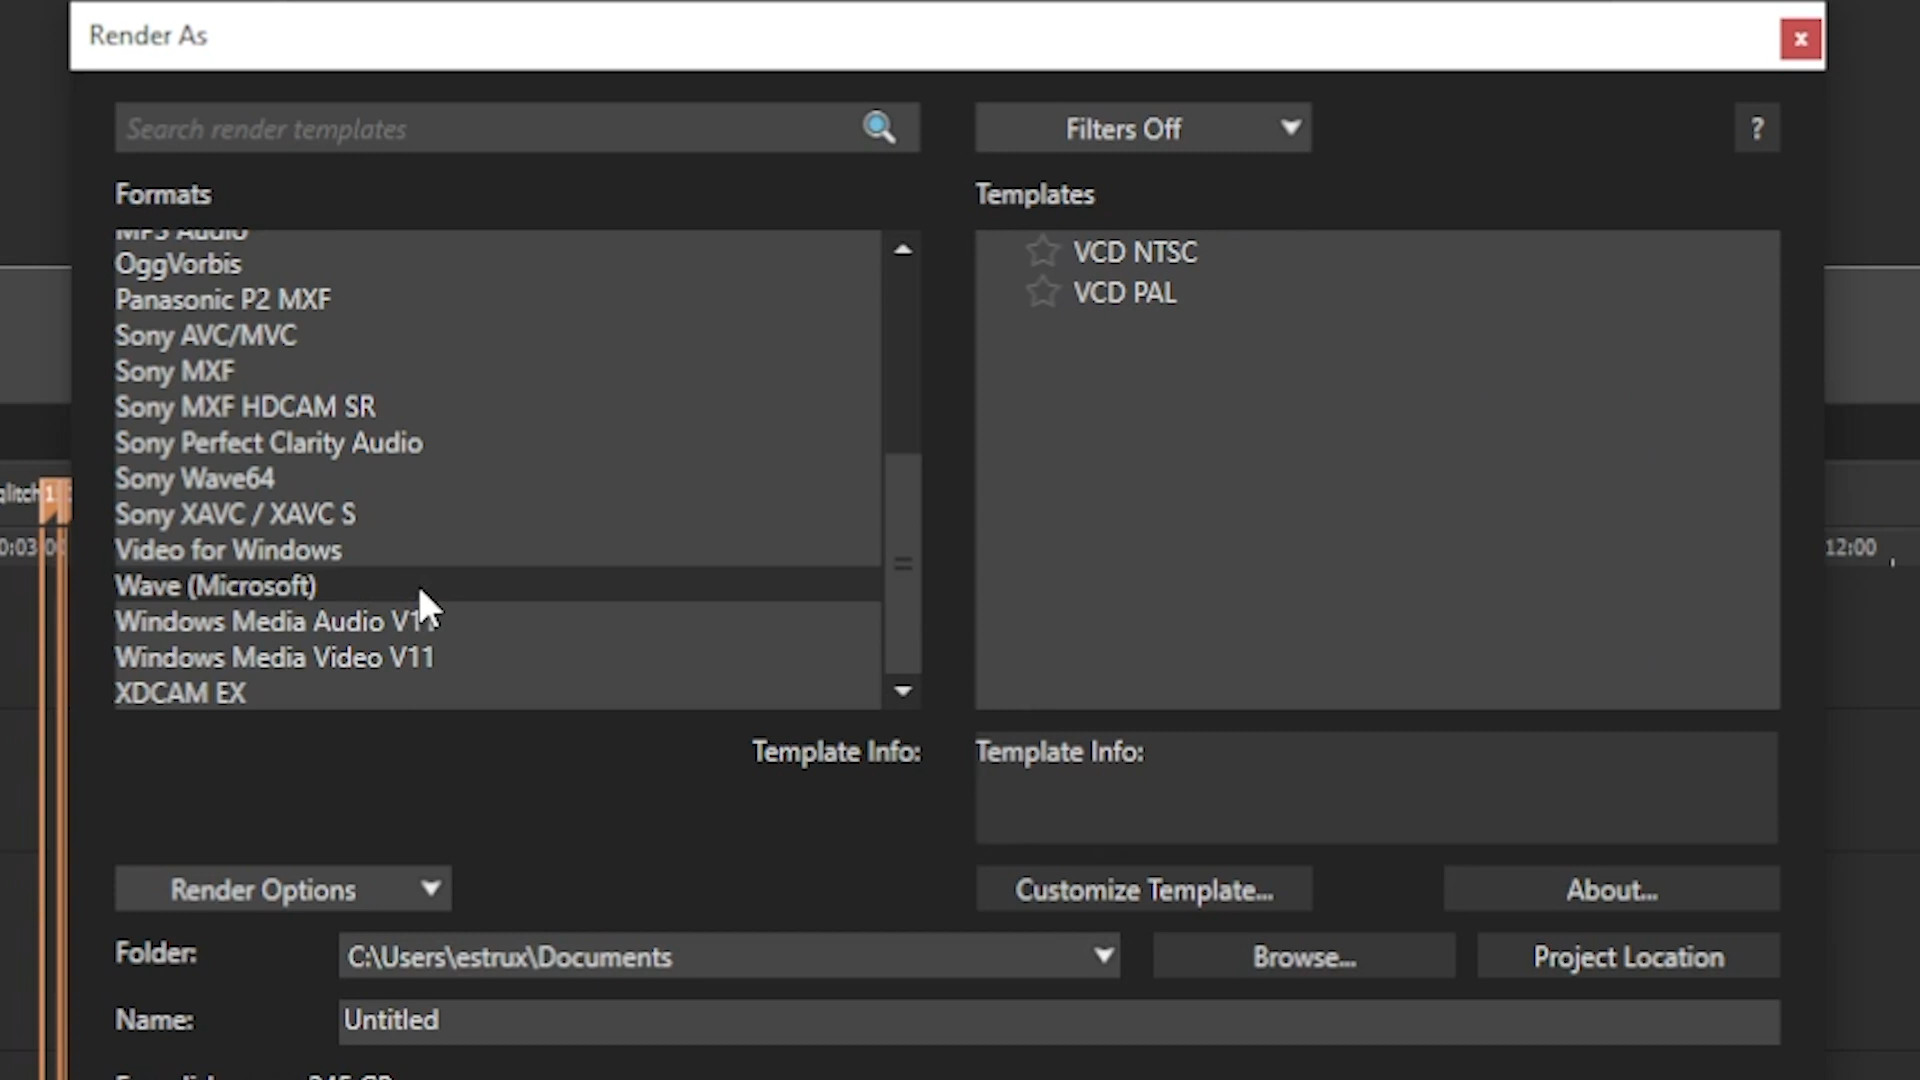 Render As
x
Search render templates
Filters Off
?
Formats
Templates
MP3 Audio
OggVorbis
Panasonic P2 MXF
Sony AVC/MVC
Sony MXF
Sony MXF HDCAM SR
Sony Perfect Clarity Audio
Sony Wave64
Sony XAVC / XAVC S
Video for Windows
Wave (Microsoft)
Windows Media Audio V11
Windows Media Video V11
XDCAM EX
VCD NTSC
VCD PAL
glitch
12:00
Template Info:
Template Info:
Render Options
Customize Template...
About...
Folder:
C:\Users\estrux\Documents
Browse...
Project Location
Name:
Untitled